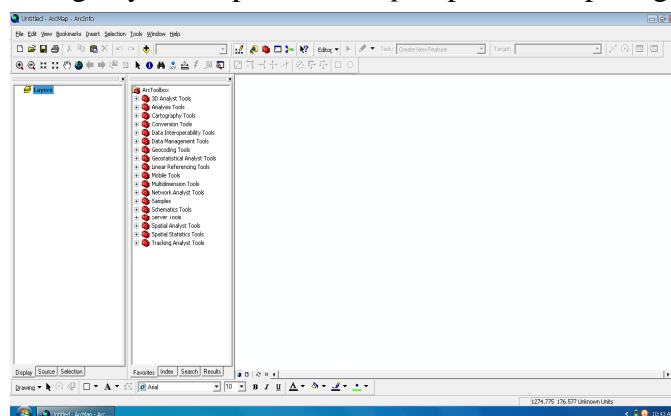 Untitled - ArcMap - ArcInfo
File Edit View Bookmarks Insert Selection Tools Window Help
Editor Task: Create New Feature Target:
Layers
ArcToolbox
3D Analyst Tools
Analysis Tools
Cartography Tools
Conversion Tools
Data Interoperability Tools
Data Management Tools
Geocoding Tools
Geostatistical Analyst Tools
Linear Referencing Tools
Mobile Tools
Multidimension Tools
Network Analyst Tools
Samples
Schematics Tools
Server Tools
Spatial Analyst Tools
Spatial Statistics Tools
Tracking Analyst Tools
Display Source Selection Favorites Index Search Results
Drawing A Arial 10 B I U A
1274.775 176.577 Unknown Units
Untitled - ArcMap - Arc...